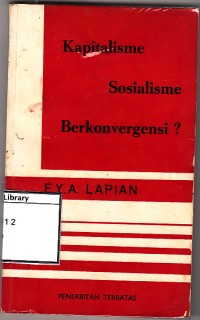 Kapitalisme
Sosialisme
Berkonvergensi ?
F.Y.A. LAPIAN
Library
12
PENERBITAN TERBATAS